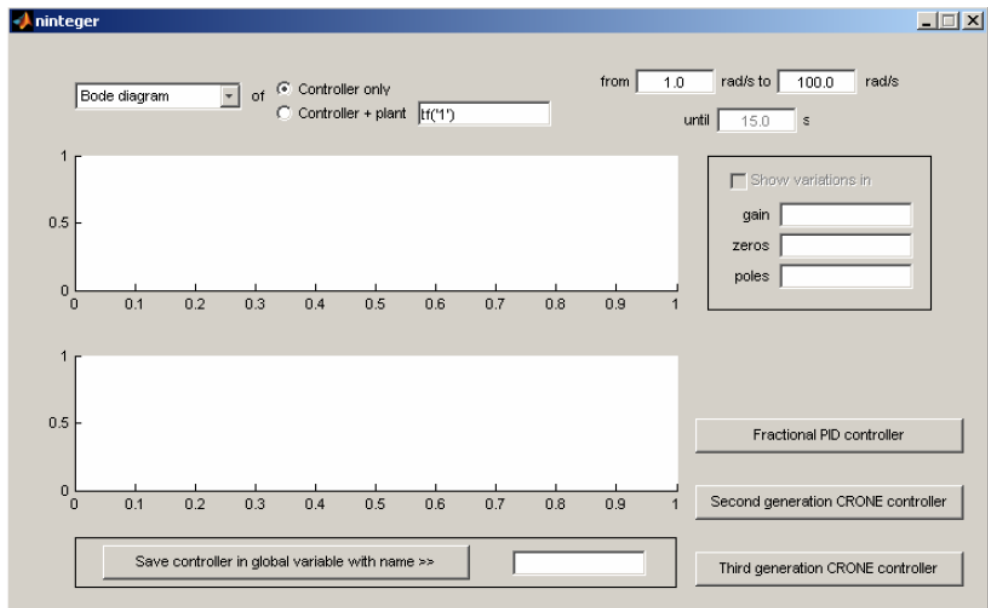 ninteger
Bode diagram of Controller only
Controller + plant tf('1')
from 1.0 rad/s to 100.0 rad/s
until 15.0 s
1
0.5
0
0 0.1 0.2 0.3 0.4 0.5 0.6 0.7 0.8 0.9 1
Show variations in
gain
zeros
poles
1
0.5
0
0 0.1 0.2 0.3 0.4 0.5 0.6 0.7 0.8 0.9 1
Fractional PID controller
Second generation CRONE controller
Third generation CRONE controller
Save controller in global variable with name >>